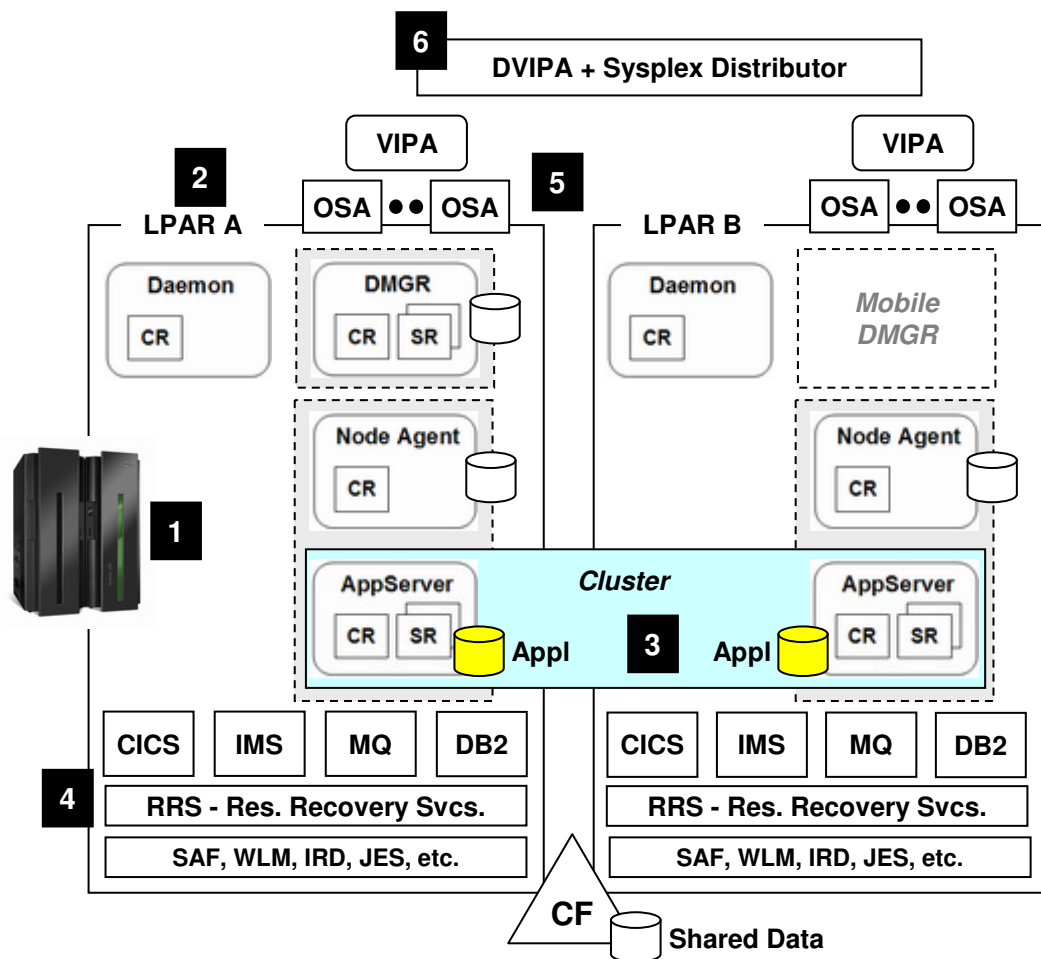 6
DVIPA + Sysplex Distributor
VIPA
VIPA
2
5
OSA
OSA
OSA
OSA
LPAR A
LPAR B
Daemon
CR
DMGR
CR
SR
Daemon
CR
Mobile
DMGR
Node Agent
CR
Node Agent
CR
1
AppServer
CR
SR
Appl
Cluster
3
Appl
AppServer
CR
SR
CICS
IMS
MQ
DB2
CICS
IMS
MQ
DB2
4
RRS - Res. Recovery Svcs.
RRS - Res. Recovery Svcs.
SAF, WLM, IRD, JES, etc.
SAF, WLM, IRD, JES, etc.
CF
Shared Data